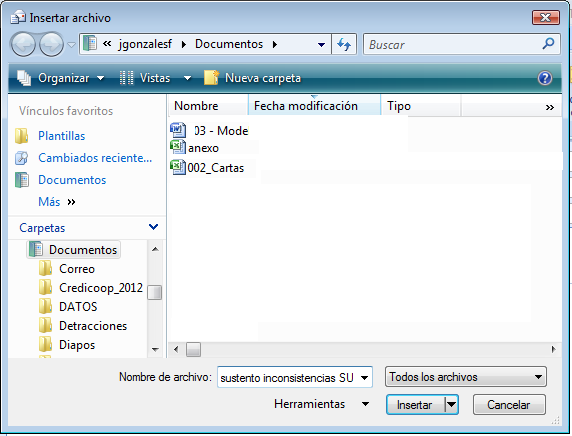 Insertar archivo
« jgonzalesf ▸ Documentos ▸
Buscar
Organizar
Vistas
Nueva carpeta
Vínculos favoritos
Plantillas
Cambiados reciente...
Documentos
Más »
Carpetas
Documentos
Correo
Credicoop_2012
DATOS
Detracciones
Diapos
Nombre
Fecha modificación
Tipo
»
03 - Mode
anexo
002_Cartas
Nombre de archivo:
sustento inconsistencias SU
Todos los archivos
Herramientas
Insertar
Cancelar